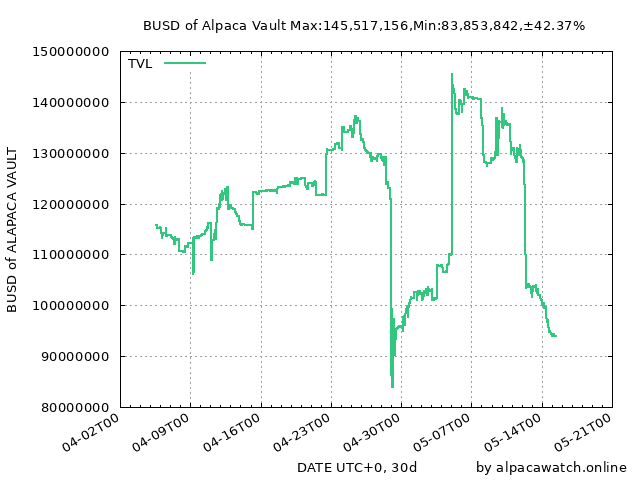 BUSD of Alpaca Vault Max:145,517,156,Min:83,853,842,±42.37%
TVL
BUSD of ALAPACA VAULT
150000000
140000000
130000000
120000000
110000000
100000000
90000000
80000000
04-02T00
04-09T00
04-16T00
04-23T00
04-30T00
05-07T00
05-14T00
05-21T00
DATE UTC+0, 30d
by alpacawatch.online